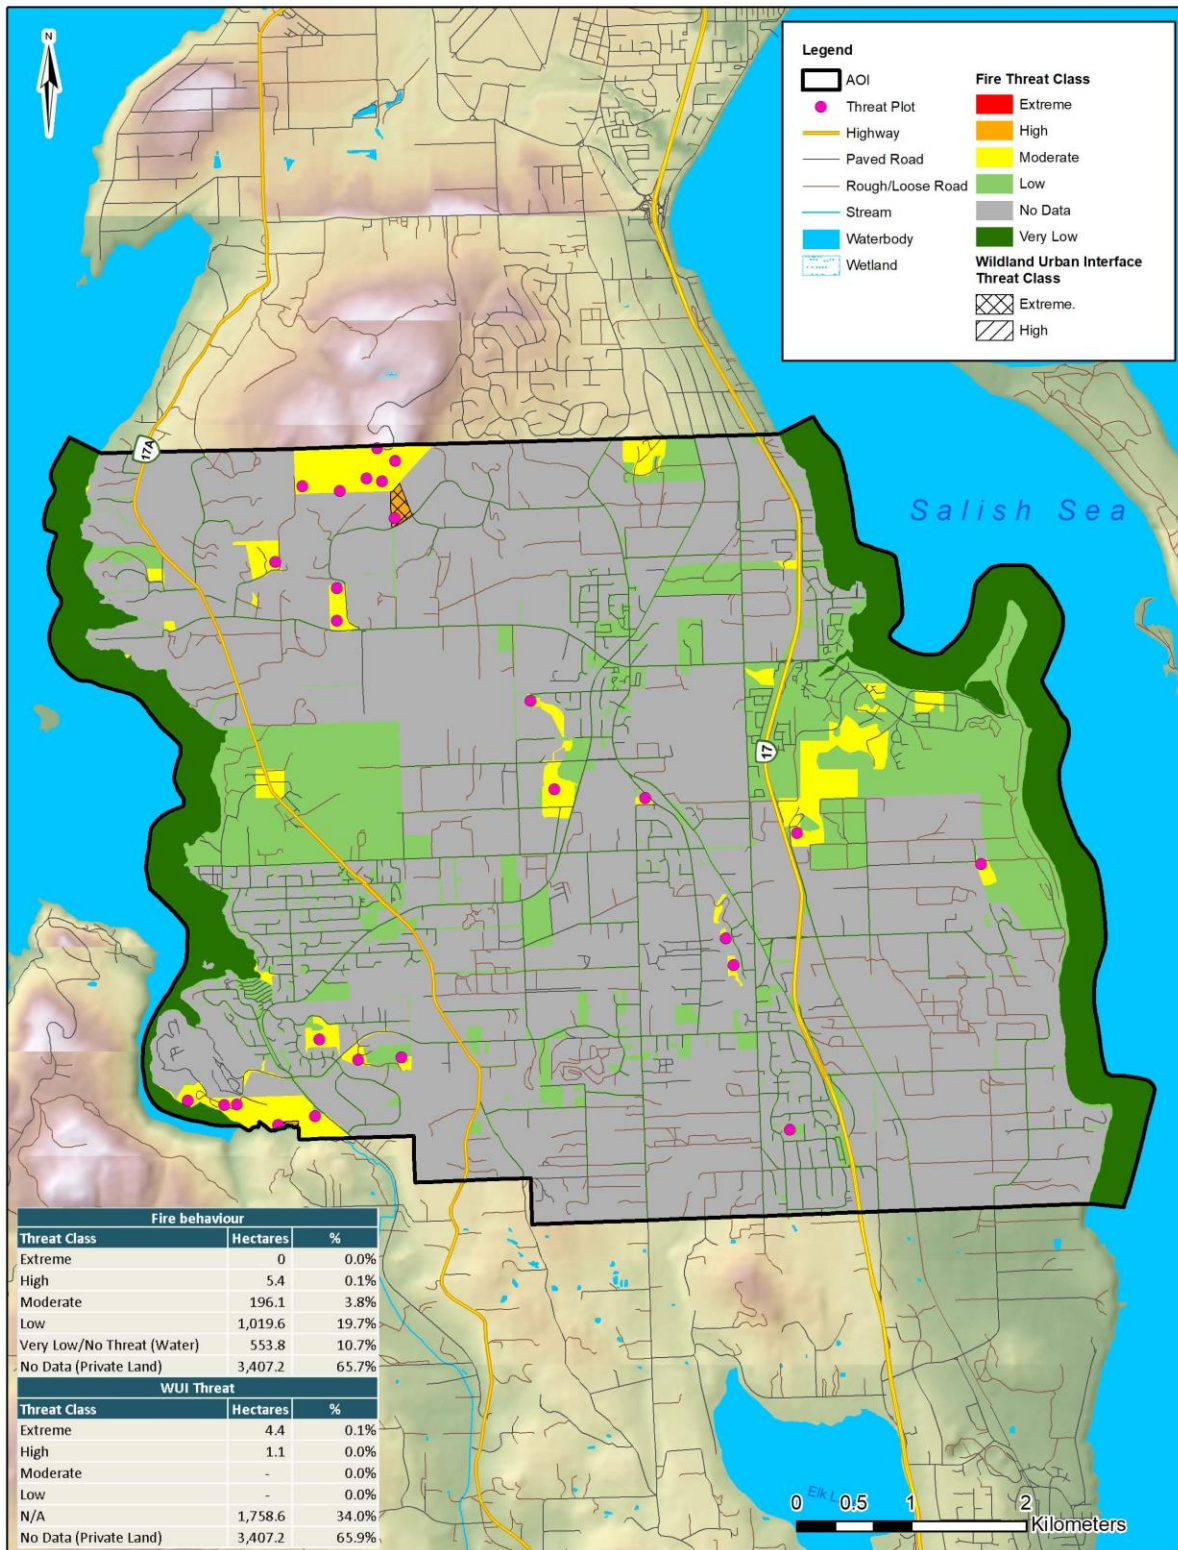 N
Legend
AOI
Threat Plot
Highway
Paved Road
Rough/Loose Road
Stream
Waterbody
Wetland
Fire Threat Class
Extreme
High
Moderate
Low
No Data
Very Low
Wildland Urban Interface
Threat Class
Extreme.
High
17A
Salish Sea
17
Fire behaviour
Threat Class Hectares %
Extreme 0 0.0%
High 5.4 0.1%
Moderate 196.1 3.8%
Low 1,019.6 19.7%
Very Low/No Threat (Water) 553.8 10.7%
No Data (Private Land) 3,407.2 65.7%
WUI Threat
Threat Class Hectares %
Extreme 4.4 0.1%
High 1.1 0.0%
Moderate - 0.0%
Low - 0.0%
N/A 1,758.6 34.0%
No Data (Private Land) 3,407.2 65.9%
Elk L.
0 0.5 1 2
Kilometers